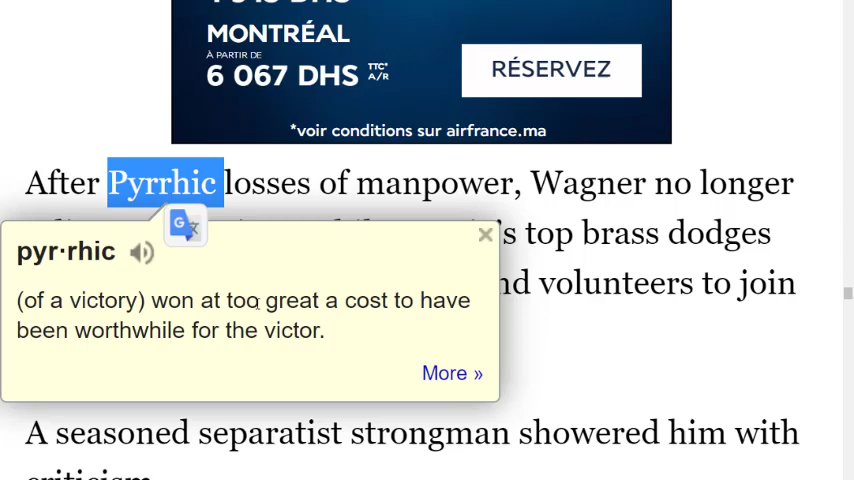 MONTRÉAL
À PARTIR DE
6 067 DHS TTC* A/R
RÉSERVEZ
*voir conditions sur airfrance.ma
After Pyrrhic losses of manpower, Wagner no longer
's top brass dodges
nd volunteers to join
pyr·rhic
(of a victory) won at too great a cost to have
been worthwhile for the victor.
More »
A seasoned separatist strongman showered him with
criticism